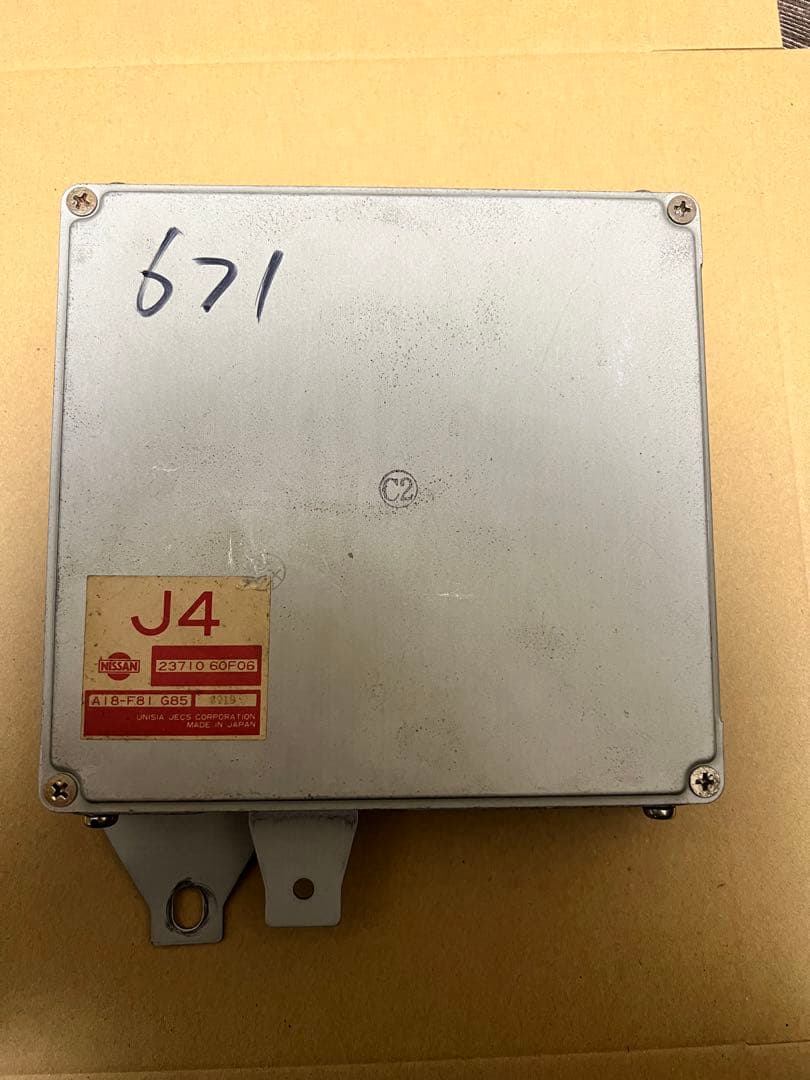 671
C2
J4
NISSAN
23710 60F06
A18-F81 G85
UNISIA JECS CORPORATION
MADE IN JAPAN